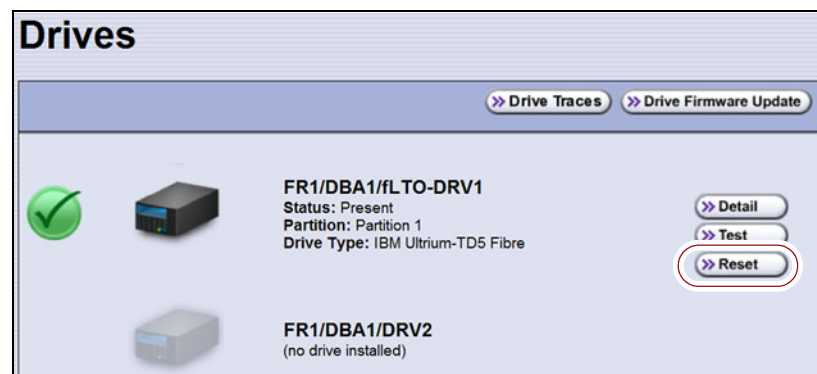 Drives
>> Drive Traces >> Drive Firmware Update
FR1/DBA1/fLTO-DRV1
Status: Present
Partition: Partition 1
Drive Type: IBM Ultrium-TD5 Fibre
>> Detail
>> Test
>> Reset
FR1/DBA1/DRV2
(no drive installed)